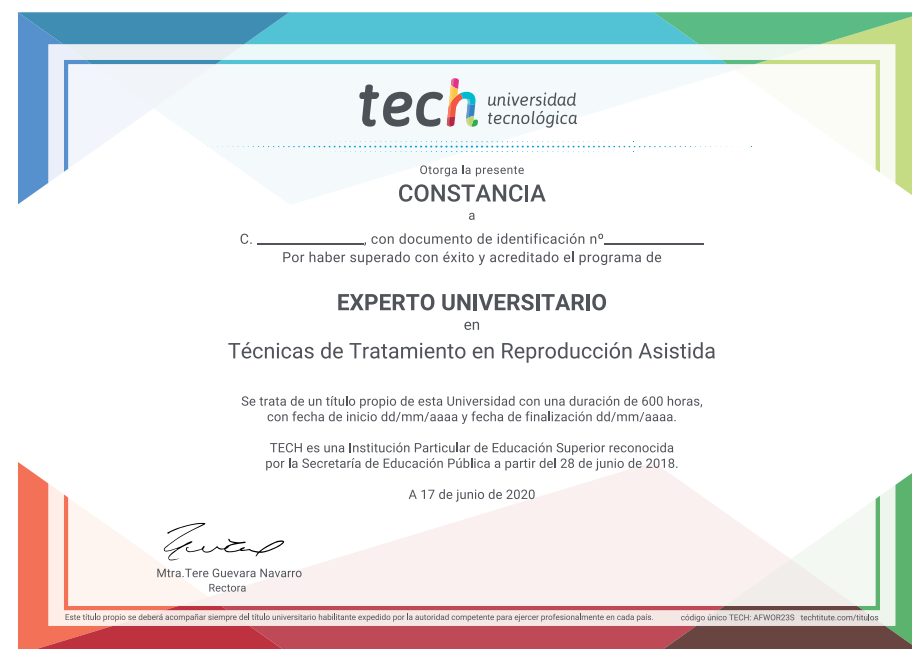 tech universidad
tecnológica
Otorga la presente
CONSTANCIA
a
C. ______________, con documento de identificación nº______________
Por haber superado con éxito y acreditado el programa de
EXPERTO UNIVERSITARIO
en
Técnicas de Tratamiento en Reproducción Asistida
Se trata de un título propio de esta Universidad con una duración de 600 horas,
con fecha de inicio dd/mm/aaaa y fecha de finalización dd/mm/aaaa.
TECH es una Institución Particular de Educación Superior reconocida
por la Secretaría de Educación Pública a partir del 28 de junio de 2018.
A 17 de junio de 2020
Mtra.Tere Guevara Navarro
Rectora
Este título propio se deberá acompañar siempre del título universitario habilitante expedido por la autoridad competente para ejercer profesionalmente en cada país. código único TECH: AFWOR23S techtitute.com/titulos